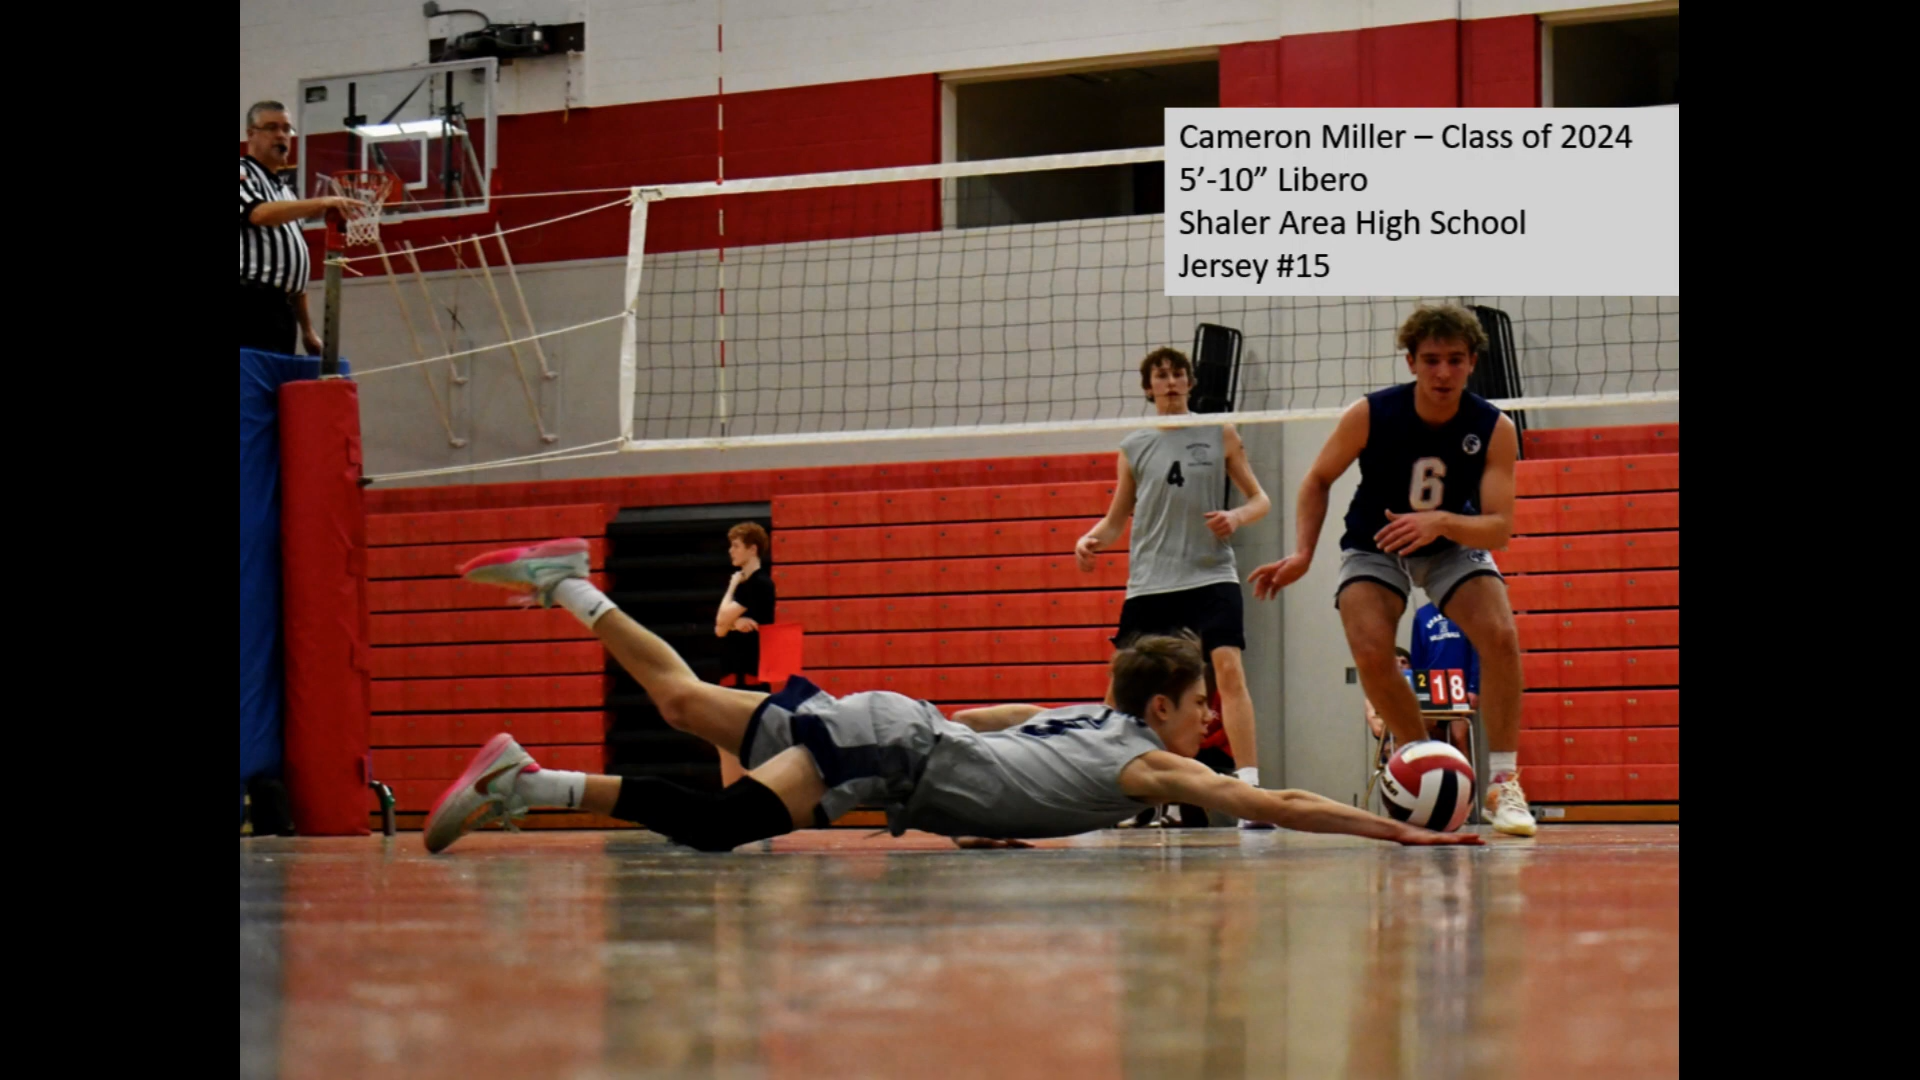 Cameron Miller – Class of 2024
5’-10” Libero
Shaler Area High School
Jersey #15
4
6
2 18